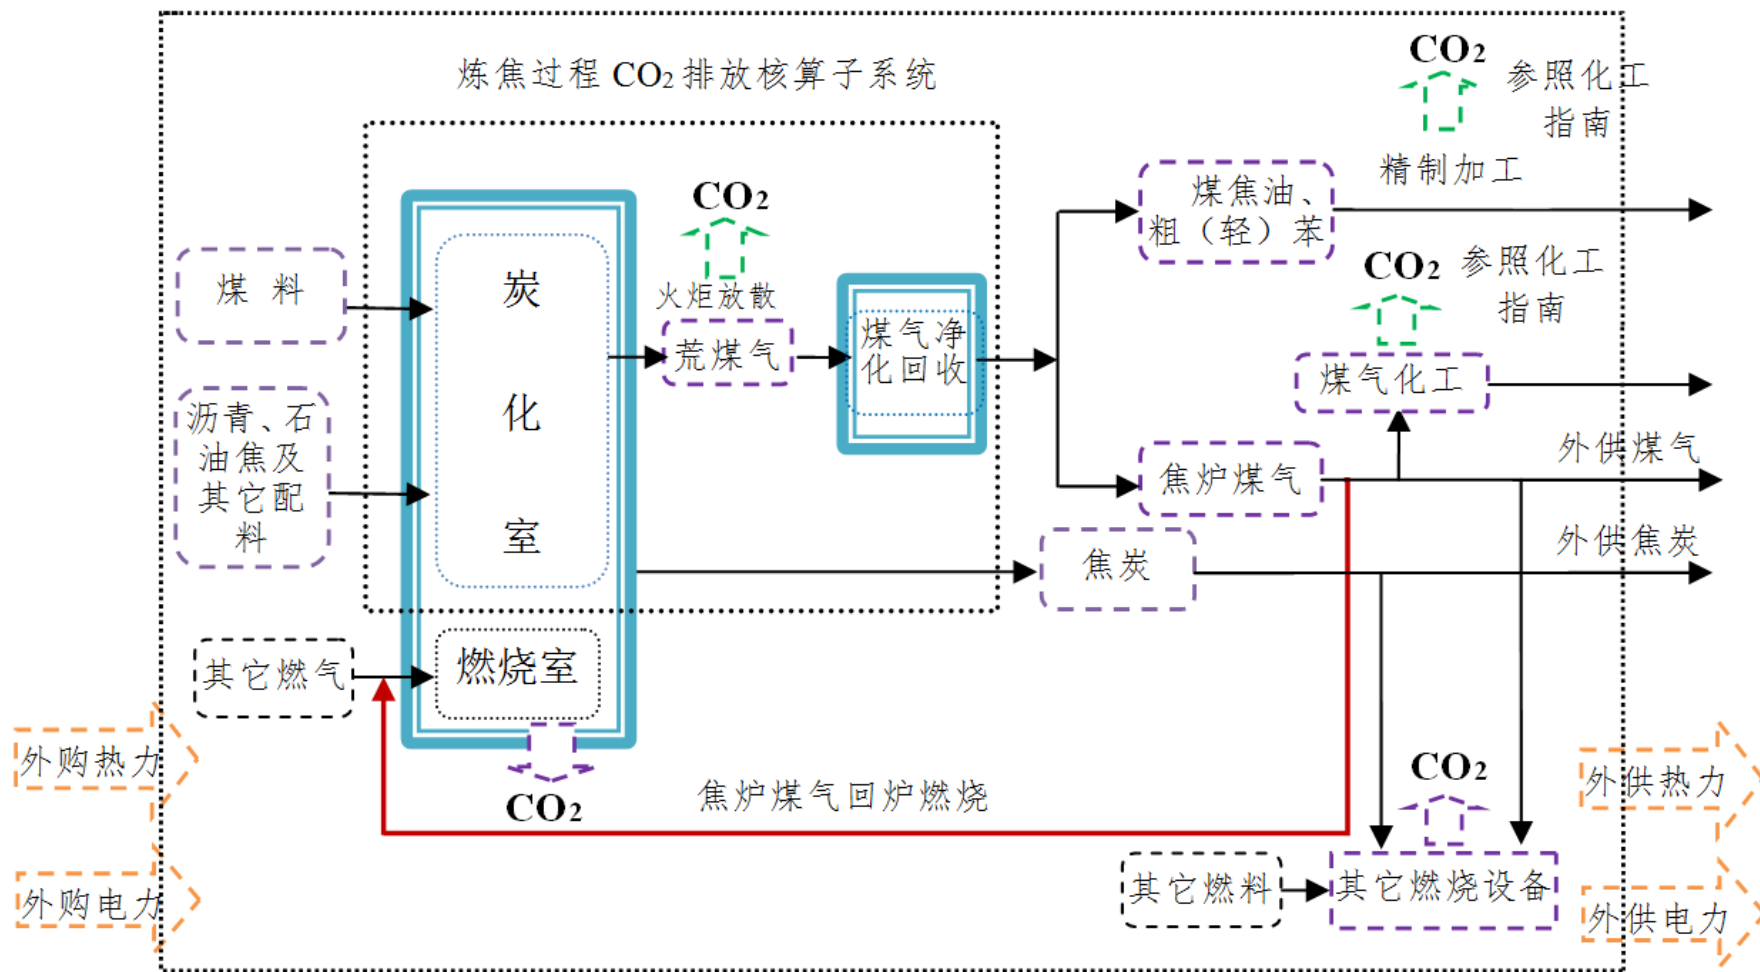 炼焦过程 CO₂ 排放核算子系统
CO₂
参照化工
指南
精制加工
煤焦油、
粗（轻）苯
CO₂
火炬放散
荒煤气
煤料
炭
化
室
煤气净
化回收
CO₂
参照化工
指南
煤气化工
沥青、石
油焦及
其它配
料
焦炉煤气
外供煤气
焦炭
外供焦炭
其它燃气
燃烧室
CO₂
焦炉煤气回炉燃烧
外购热力
外购电力
CO₂
其它燃料
其它燃烧设备
外供热力
外供电力